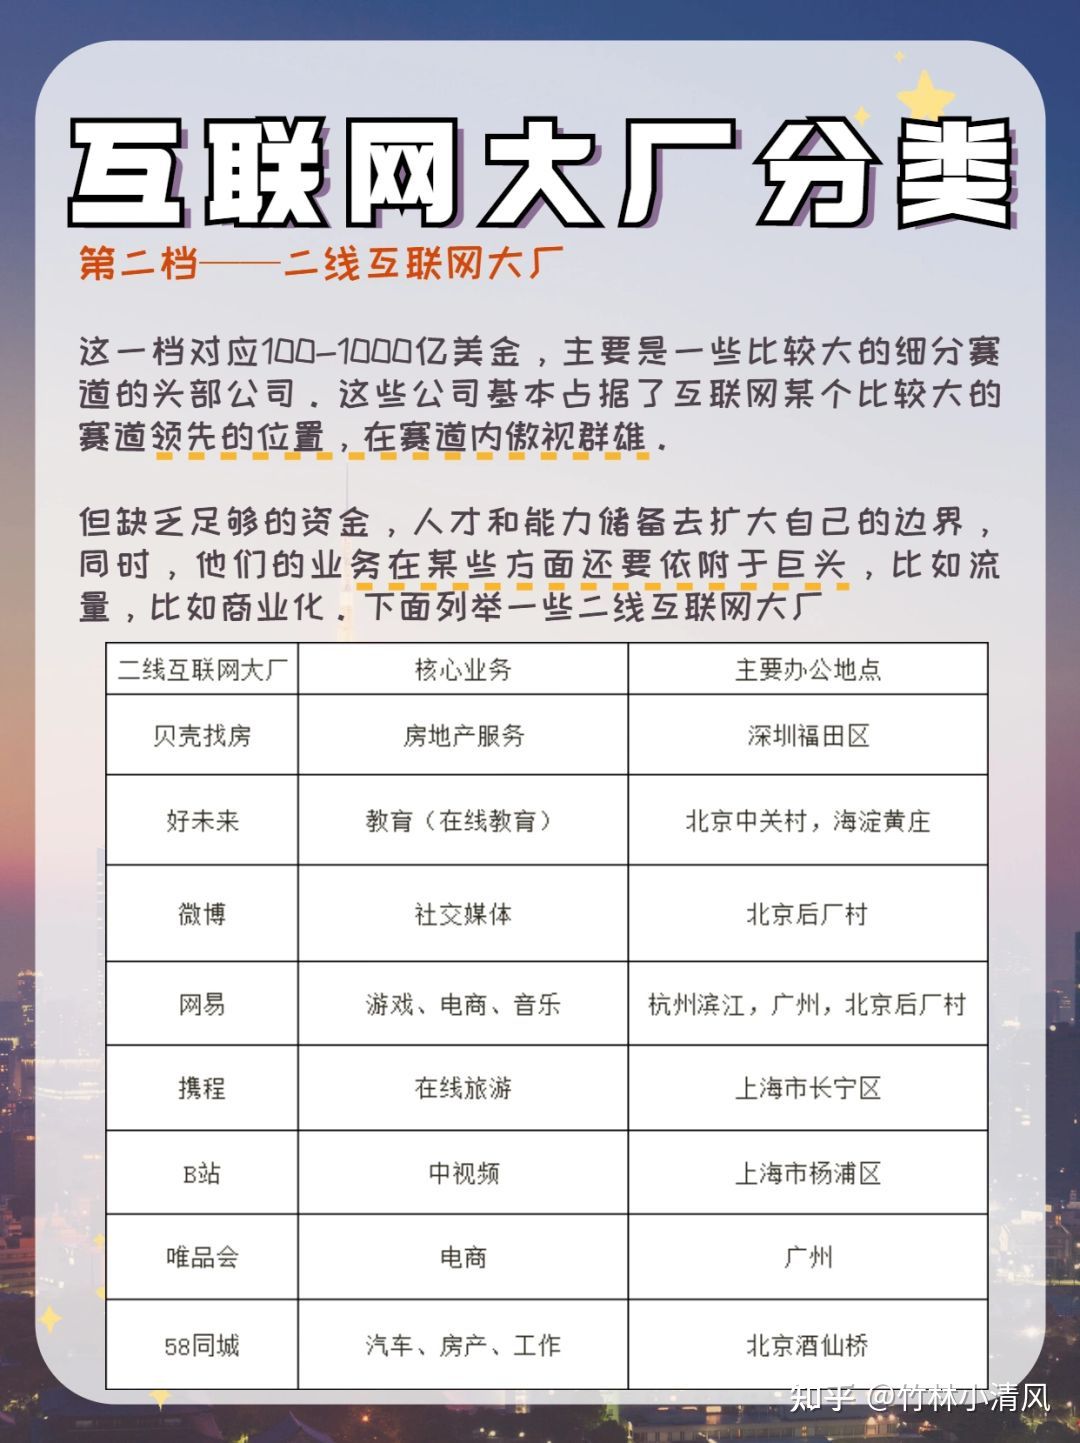 互联网大厂分类
第二档——二线互联网大厂
这一档对应100-1000亿美金，主要是一些比较大的细分赛
道的头部公司．这些公司基本占据了互联网某个比较大的
赛道领先的位置，在赛道内傲视群雄．
但缺乏足够的资金，人才和能力储备去扩大自己的边界，
同时，他们的业务在某些方面还要依附于巨头，比如流
量，比如商业化．下面列举一些二线互联网大厂
二线互联网大厂 核心业务 主要办公地点
贝壳找房 房地产服务 深圳福田区
好未来 教育（在线教育） 北京中关村，海淀黄庄
微博 社交媒体 北京后厂村
网易 游戏、电商、音乐 杭州滨江，广州，北京后厂村
携程 在线旅游 上海市长宁区
B站 中视频 上海市杨浦区
唯品会 电商 广州
58同城 汽车、房产、工作 北京酒仙桥
知乎 @竹林小清风